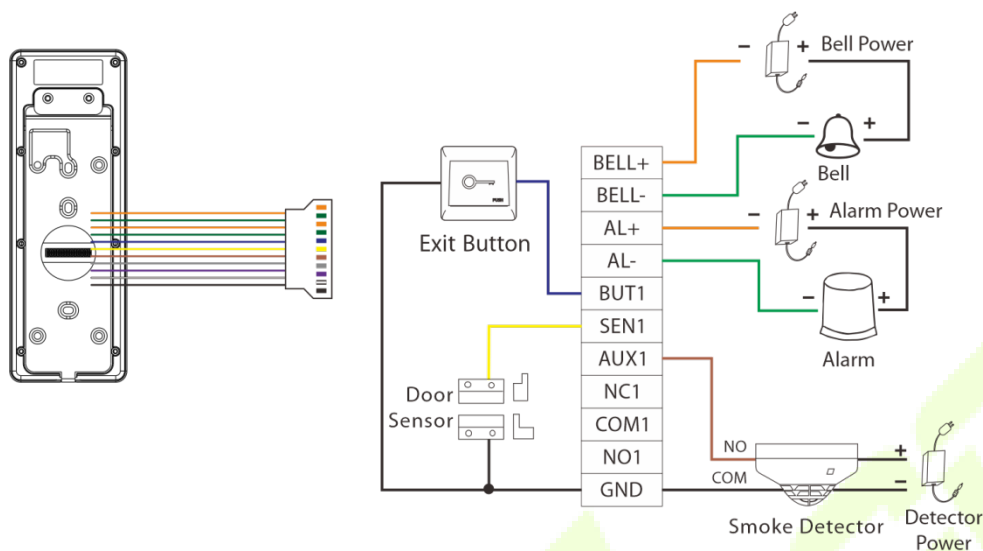 Bell Power
Bell
BELL+
BELL-
AL+
AL-
BUT1
SEN1
AUX1
NC1
COM1
NO1
GND
PUSH
Exit Button
Alarm Power
Alarm
Door
Sensor
NO
COM
Smoke Detector
Detector
Power